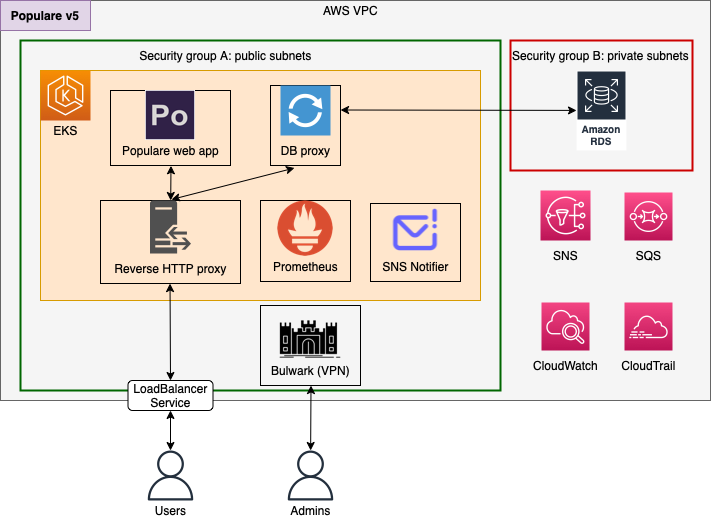 Populare v5
AWS VPC
Security group A: public subnets
Security group B: private subnets
EKS
Po
Populare web app
DB proxy
Amazon
RDS
Reverse HTTP proxy
Prometheus
SNS Notifier
SNS
SQS
Bulwark (VPN)
CloudWatch
CloudTrail
LoadBalancer
Service
Users
Admins